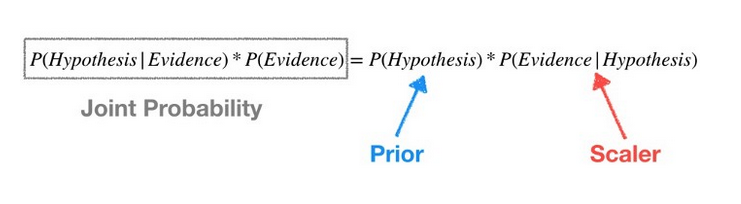 P(Hypothesis | Evidence) * P(Evidence) = P(Hypothesis) * P(Evidence | Hypothesis)
Joint Probability
Prior
Scaler